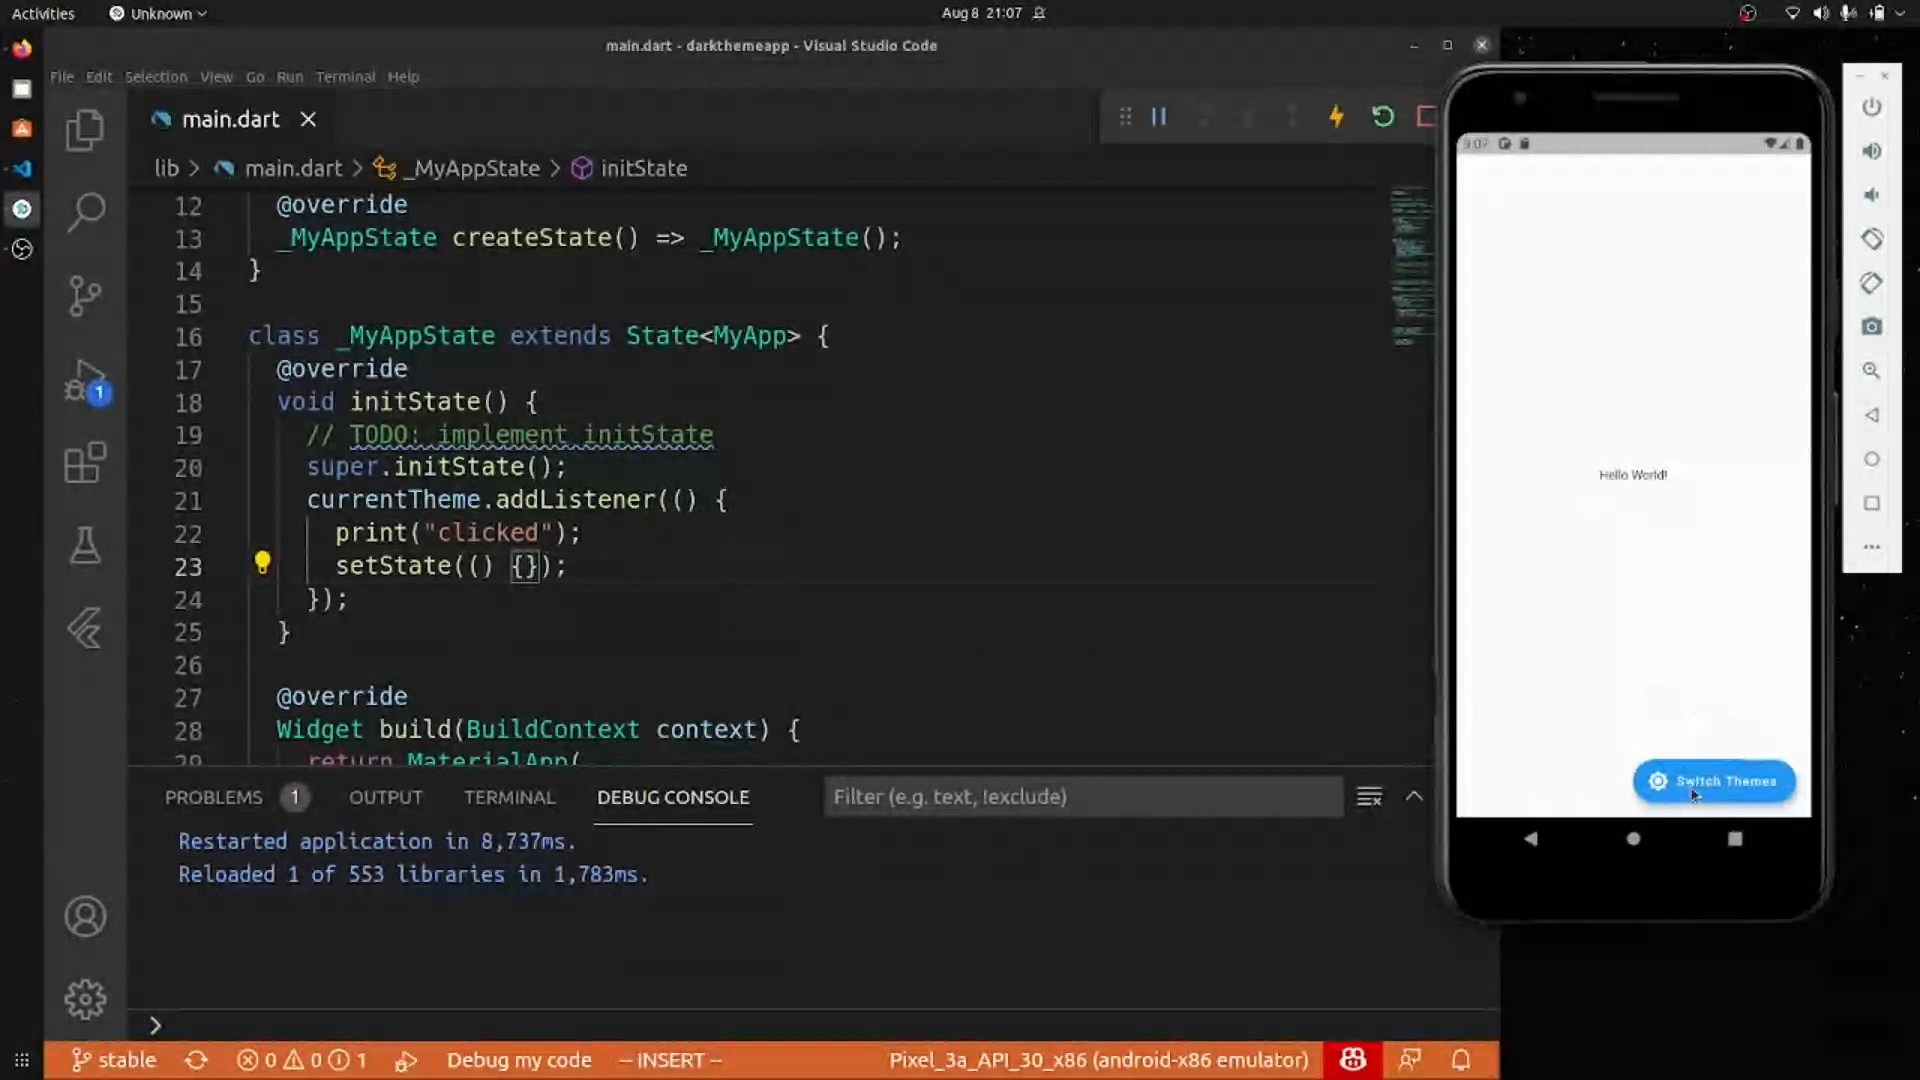 Activities
Unknown
Aug 8 21:07
main.dart - darkthemeapp - Visual Studio Code
File Edit Selection View Go Run Terminal Help
main.dart
lib > main.dart > _MyAppState > initState
12 @override
13 _MyAppState createState() => _MyAppState();
14 }
15
16 class _MyAppState extends State<MyApp> {
17 @override
18 void initState() {
19 // TODO: implement initState
20 super.initState();
21 currentTheme.addListener(() {
22 print("clicked");
23 setState(() {});
24 });
25 }
26
27 @override
28 Widget build(BuildContext context) {
29 return MaterialApp(
1
PROBLEMS 1 OUTPUT TERMINAL DEBUG CONSOLE
Filter (e.g. text, !exclude)
Restarted application in 8,737ms.
Reloaded 1 of 553 libraries in 1,783ms.
>
stable 0 0 1 Debug my code -- INSERT --
Pixel_3a_API_30_x86 (android-x86 emulator)
9:07
Hello World!
Switch Themes